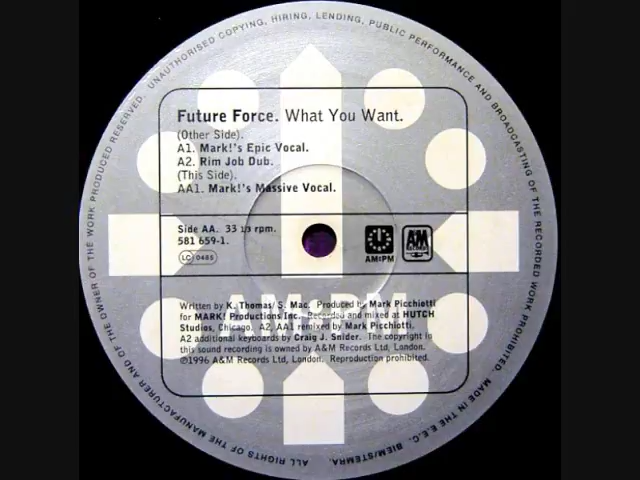 UNAUTHORISED COPYING, HIRING, LENDING, PUBLIC PERFORMANCE AND BROADCASTING OF THE RECORDED WORK PROHIBITED. MADE IN THE E.E.C. BIEM/STEMRA.
ALL RIGHTS OF THE MANUFACTURER AND OF THE OWNER OF THE WORK PRODUCED RESERVED.
Future Force. What You Want.
(Other Side).
A1. Mark!'s Epic Vocal.
A2. Rim Job Dub.
(This Side).
AA1. Mark!'s Massive Vocal.
Side AA. 33 1/3 rpm.
581 659-1.
LC 0485
AM:PM
A&M
RECORDS
Written by K. Thomas/ S. Mac. Produced by Mark Picchiotti
for MARK! Productions Inc. Recorded and mixed at HUTCH
Studios, Chicago. A2, AA1 remixed by Mark Picchiotti.
A2 additional keyboards by Craig J. Snider. The copyright in
this sound recording is owned by A&M Records Ltd, London.
℗1996 A&M Records Ltd, London. Reproduction prohibited.